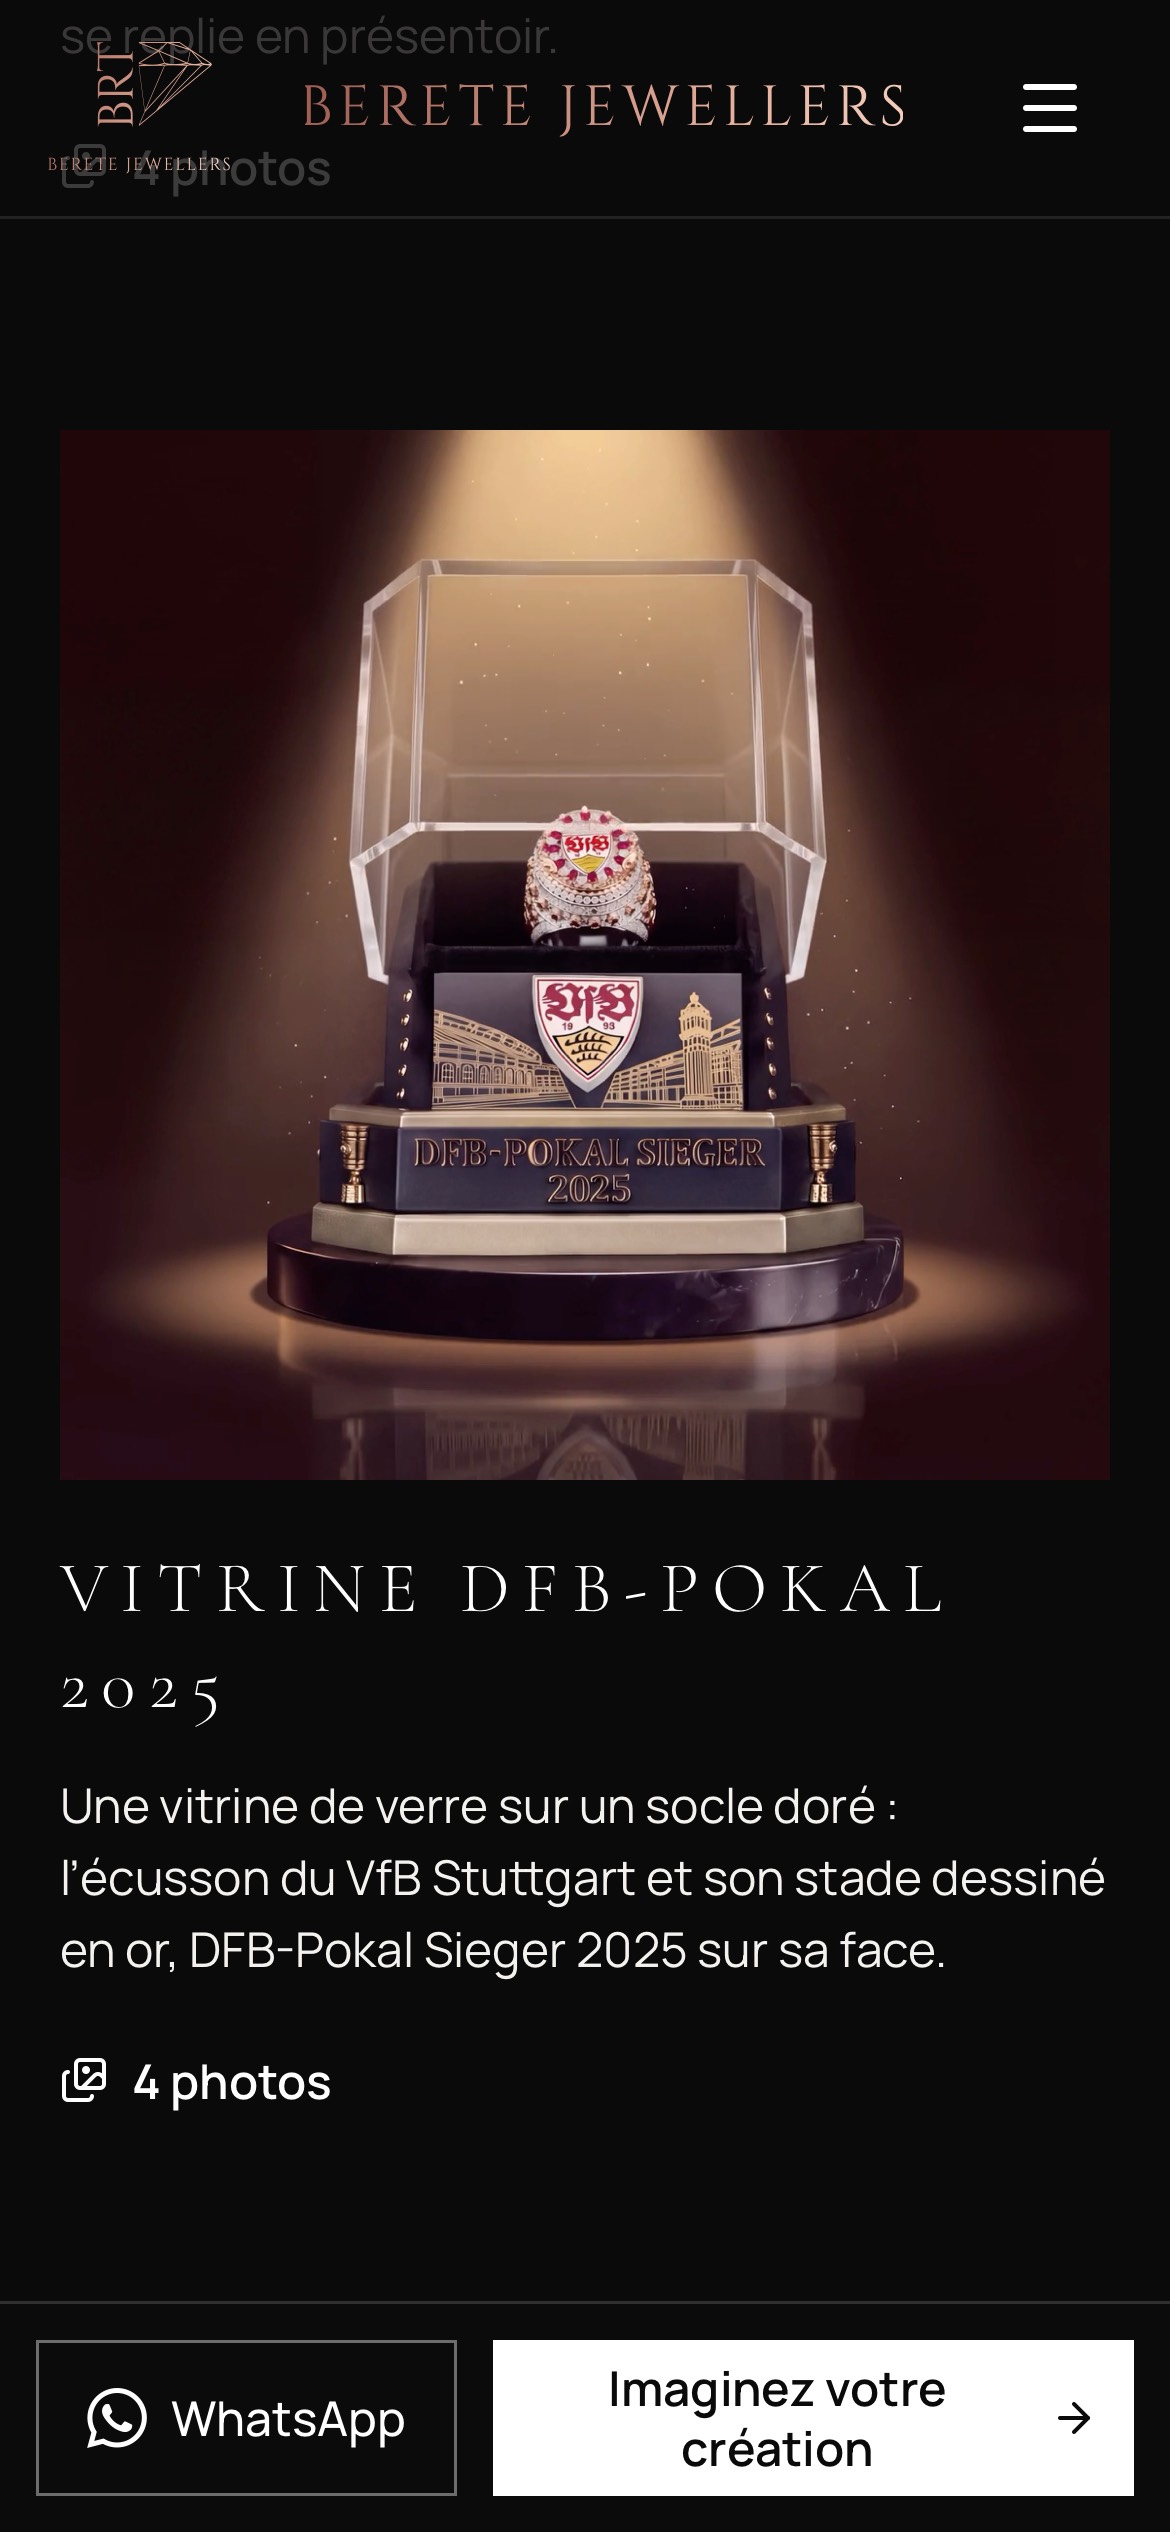 se replie en présentoir.
BRT
BERETE JEWELLERS
BERETE JEWELLERS
4 photos
VfB
VfB
19 93
DFB-POKAL SIEGER
2025
VITRINE DFB-POKAL
2025
Une vitrine de verre sur un socle doré :
l’écusson du VfB Stuttgart et son stade dessiné
en or, DFB-Pokal Sieger 2025 sur sa face.
4 photos
WhatsApp
Imaginez votre
création